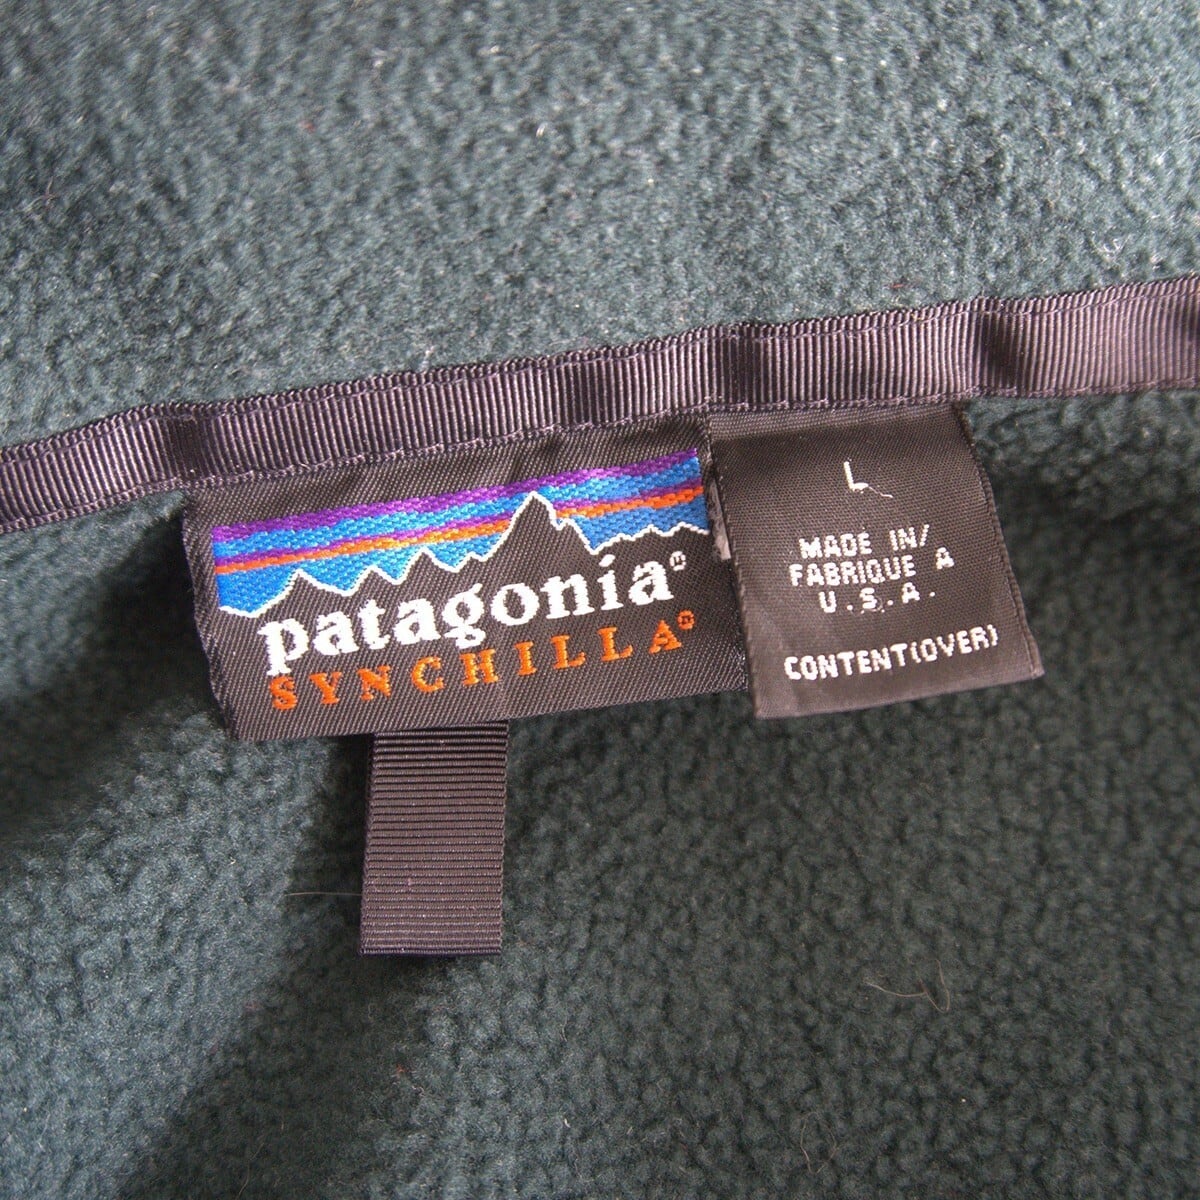 patagonia®
SYNCHILLA®
L
MADE IN/
FABRIQUE A
U.S.A.
CONTENT(OVER)